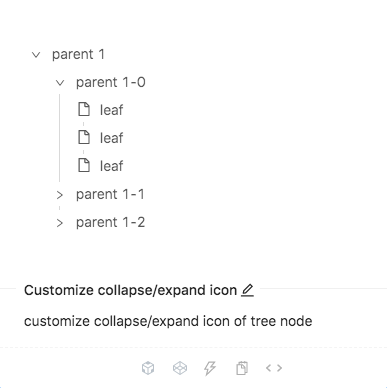 parent 1
parent 1-0
leaf
leaf
leaf
parent 1-1
parent 1-2
Customize collapse/expand icon
customize collapse/expand icon of tree node